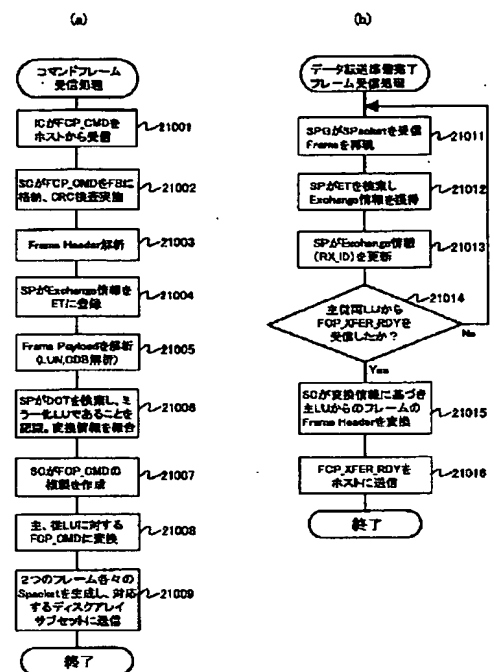 (a)
コマンドフレーム
受信処理
ICがFCP_CMDを
ホストから受信
21001
SCがFCP_CMDをFBに
格納、CRC検査実施
21002
Frame Header解析
21003
SPがExchange情報を
ETに登録
21004
Frame Payloadを解析
(LUN,CDB解析)
21005
SPがDCTを検索し、ミ
ラー化LUであることを
認識。変換情報を報告
21006
SCがFCP_CMDの
複製を作成
21007
主、従LUに対する
FCP_CMDに変換
21008
2つのフレーム各々の
Spacketを生成し、対応
するディスクアレイ
サブセットに送信
21009
終了
(b)
データ転送準備完了
フレーム受信処理
SPGがSPacketを受信
Frameを再現
21011
SPがETを検索し
Exchange情報を獲得
21012
SPがExchange情報
(RX_ID)を更新
21013
主従両LUから
FCP_XFER_RDYを
受信したか？
21014
No
Yes
SCが変換情報に基づき
主LUからのフレームの
Frame Headerを変換
21015
FCP_XFER_RDYを
ホストに送信
21016
終了